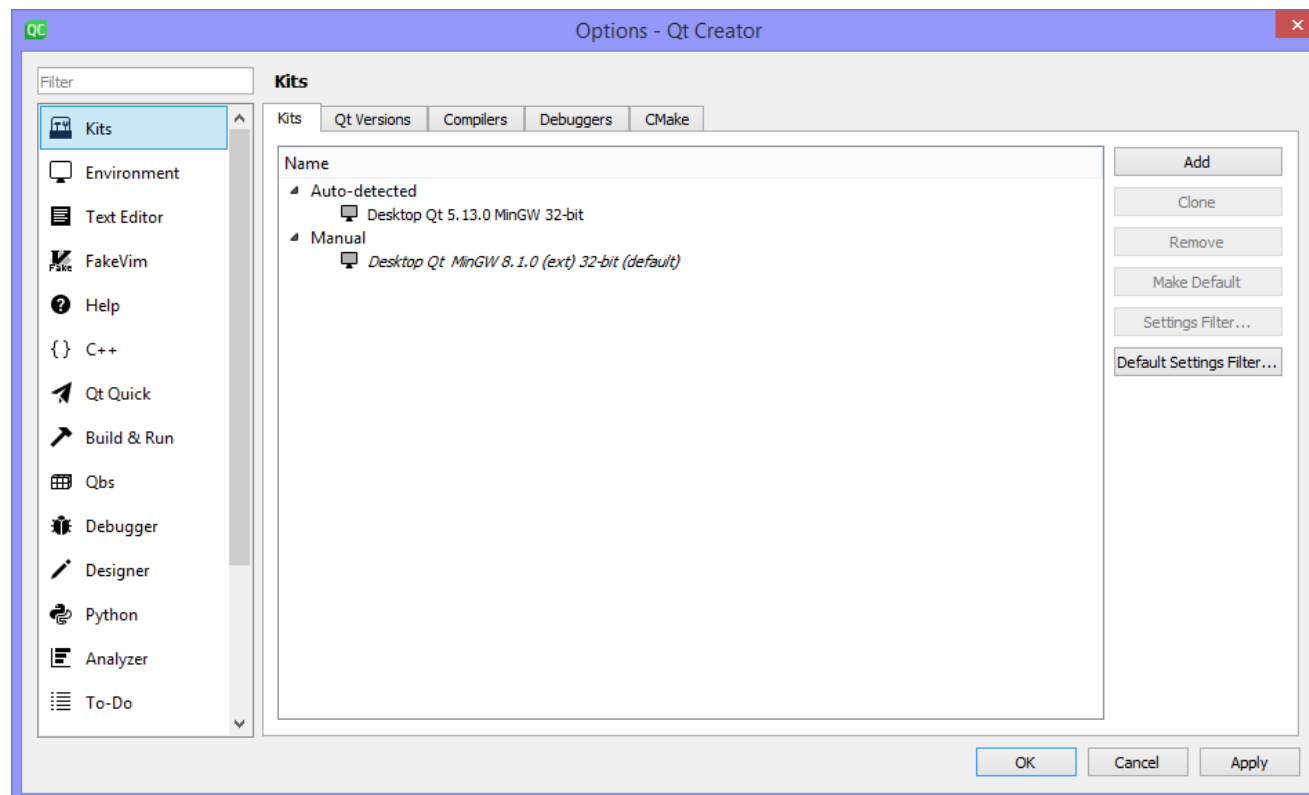 QC Options - Qt Creator
Filter
Kits
Environment
Text Editor
Fake FakeVim
Help
{} C++
Qt Quick
Build & Run
Qbs
Debugger
Designer
Python
Analyzer
To-Do
Kits
Kits Qt Versions Compilers Debuggers CMake
Name
Auto-detected
Desktop Qt 5.13.0 MinGW 32-bit
Manual
Desktop Qt MinGW 8.1.0 (ext) 32-bit (default)
Add
Clone
Remove
Make Default
Settings Filter...
Default Settings Filter...
OK Cancel Apply